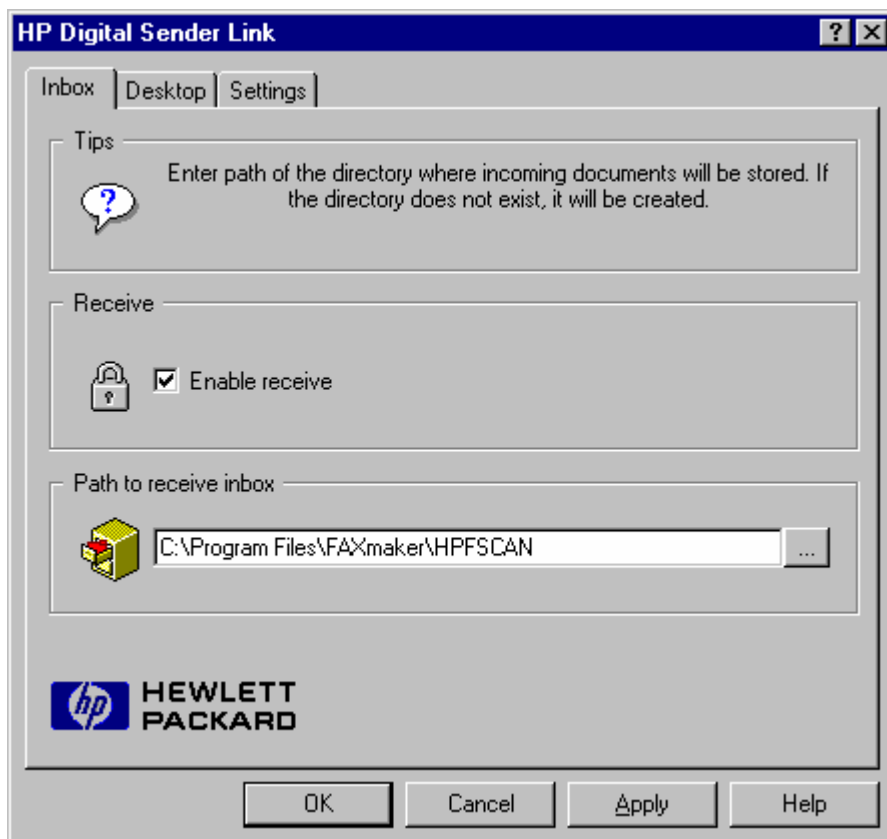 HP Digital Sender Link
Inbox Desktop Settings
Tips
Enter path of the directory where incoming documents will be stored. If
the directory does not exist, it will be created.
Receive
Enable receive
Path to receive inbox
C:\Program Files\FAXmaker\HPFSCAN
...
hp HEWLETT
PACKARD
OK Cancel Apply Help